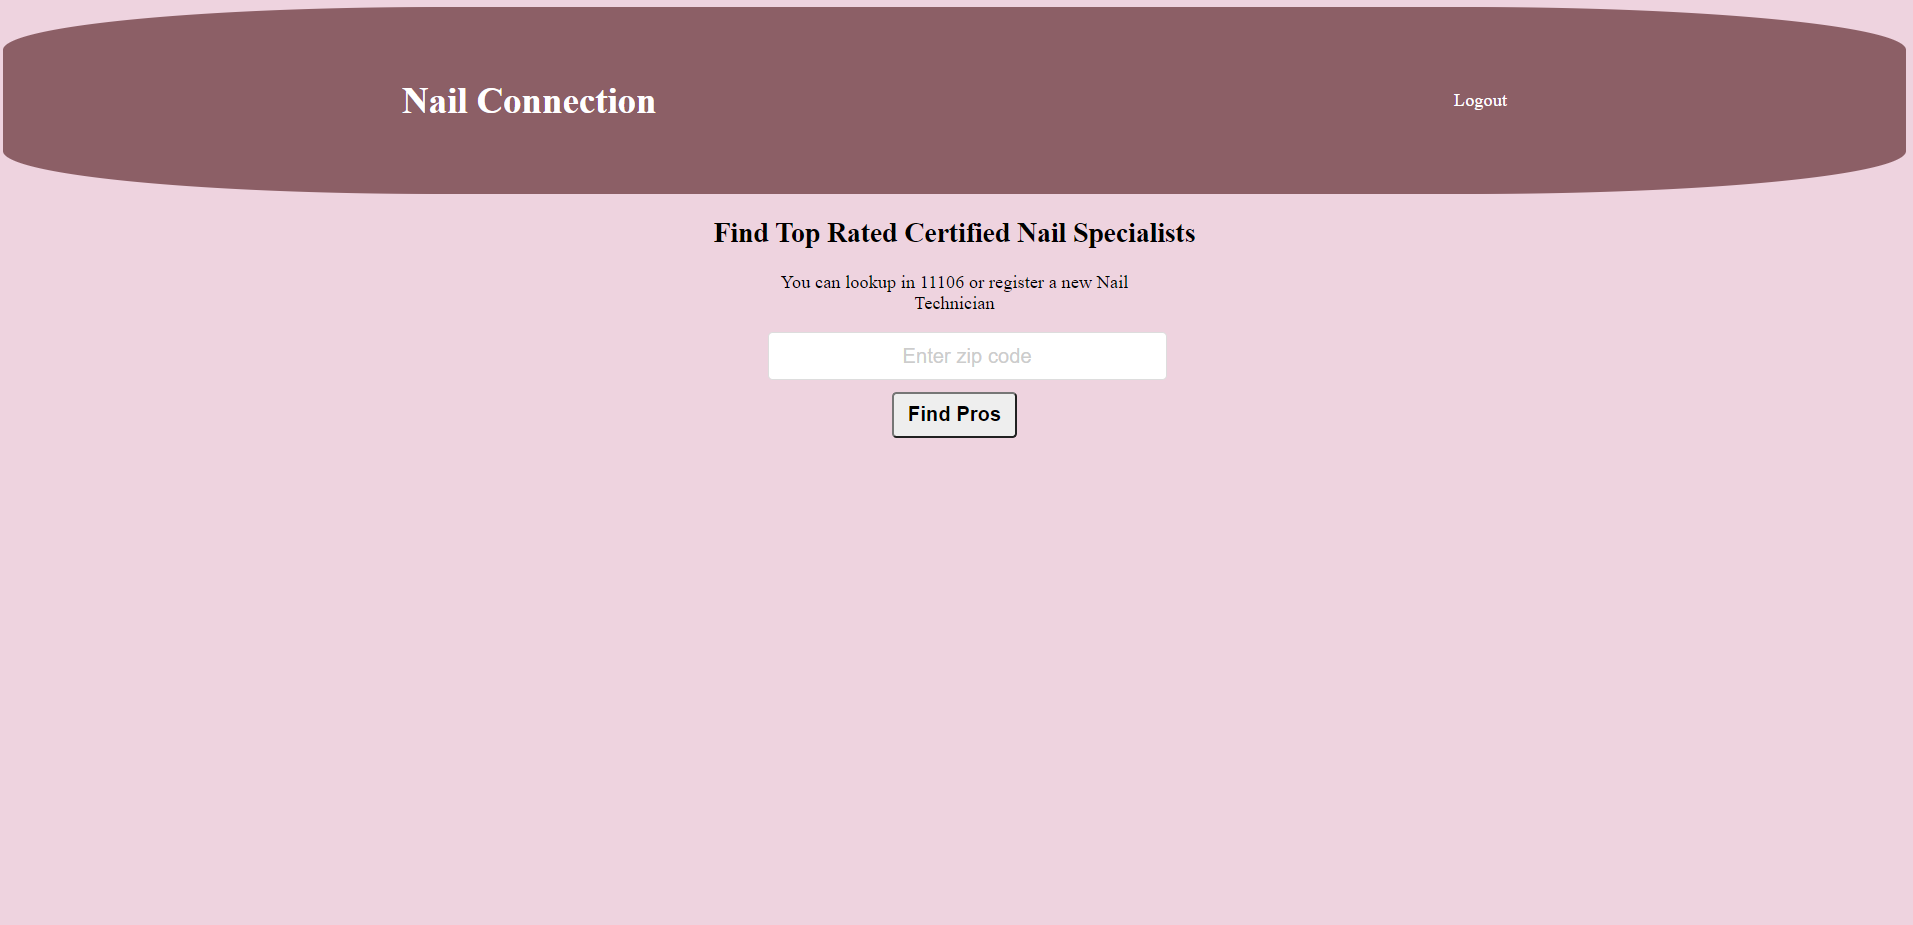 Nail Connection
Logout
Find Top Rated Certified Nail Specialists
You can lookup in 11106 or register a new Nail
Technician
Enter zip code
Find Pros